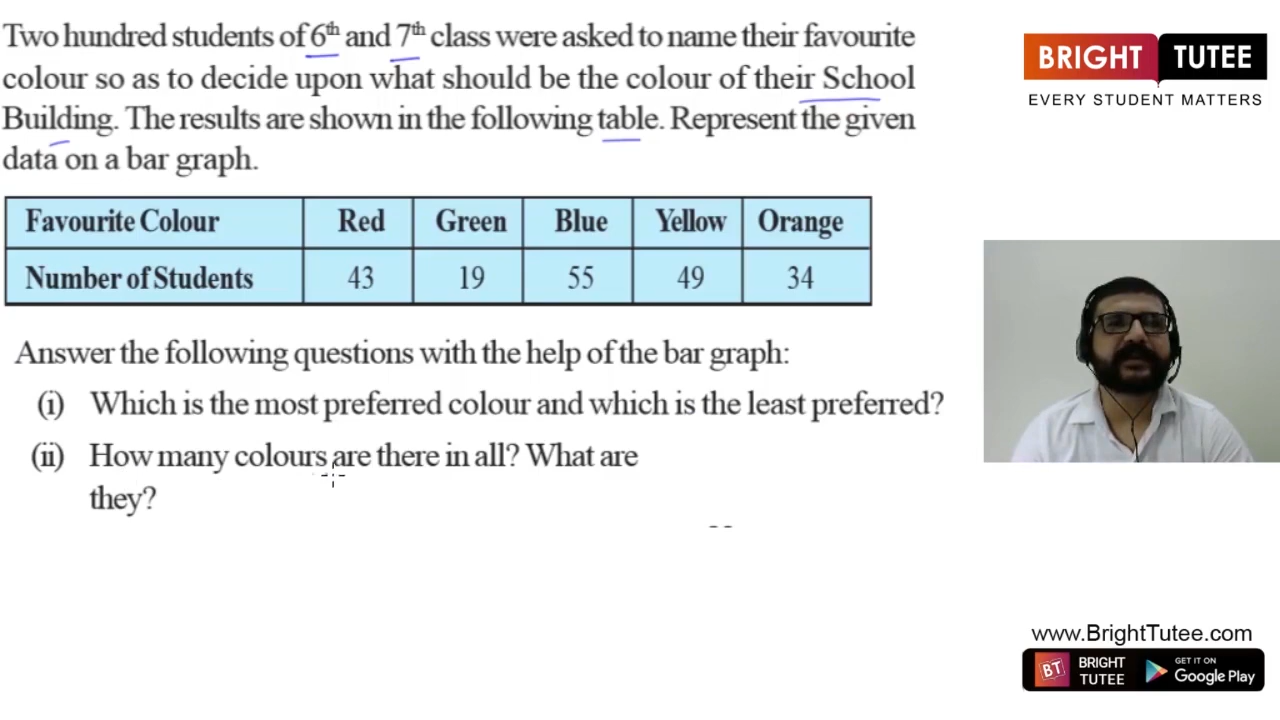 Two hundred students of 6th and 7th class were asked to name their favourite
colour so as to decide upon what should be the colour of their School
Building. The results are shown in the following table. Represent the given
data on a bar graph.
Favourite Colour Red Green Blue Yellow Orange
Number of Students 43 19 55 49 34
Answer the following questions with the help of the bar graph:
(i) Which is the most preferred colour and which is the least preferred?
(ii) How many colours are there in all? What are
they?
BRIGHT TUTEE
EVERY STUDENT MATTERS
www.BrightTutee.com
BT BRIGHT TUTEE GET IT ON Google Play